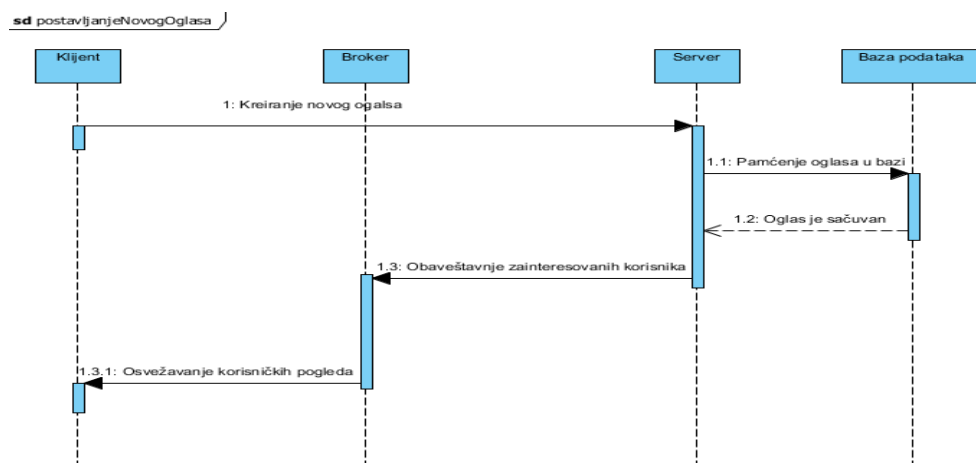 sd postavljanjeNovogOglasa
Klijent
Broker
Server
Baza podataka
1: Kreiranje novog ogalsa
1.1: Pamćenje oglasa u bazi
1.2: Oglas je sačuvan
1.3: Obaveštavnje zainteresovanih korisnika
1.3.1: Osvežavanje korisničkih pogleda